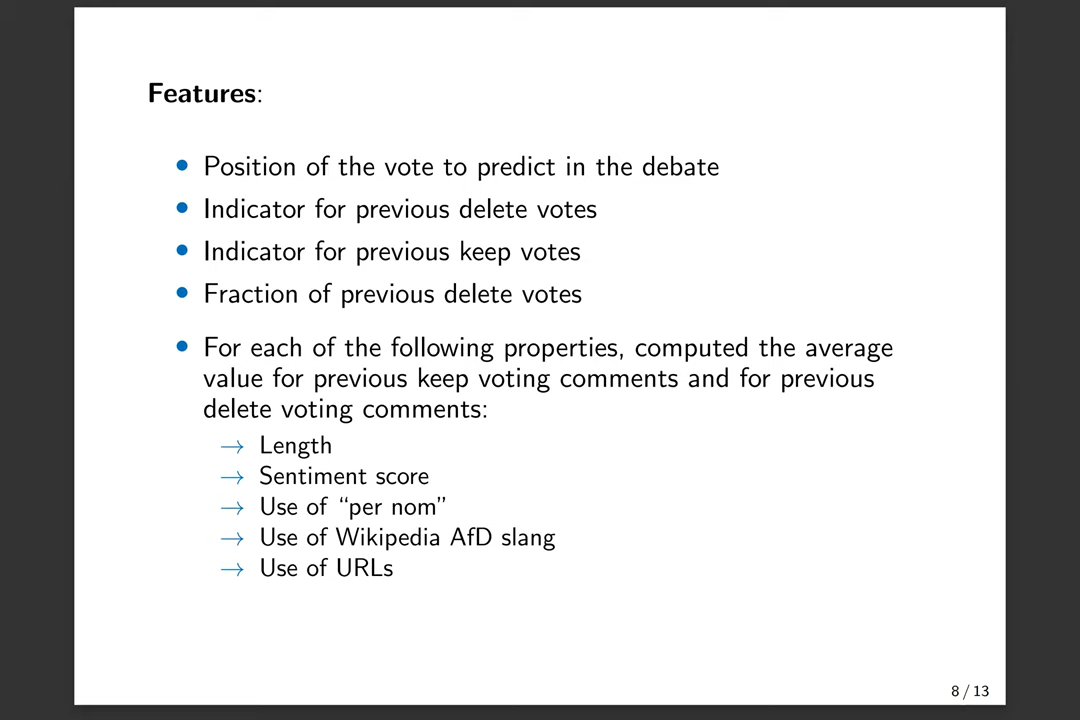 Features:
• Position of the vote to predict in the debate
• Indicator for previous delete votes
• Indicator for previous keep votes
• Fraction of previous delete votes
• For each of the following properties, computed the average
value for previous keep voting comments and for previous
delete voting comments:
→ Length
→ Sentiment score
→ Use of “per nom”
→ Use of Wikipedia AfD slang
→ Use of URLs
8 / 13